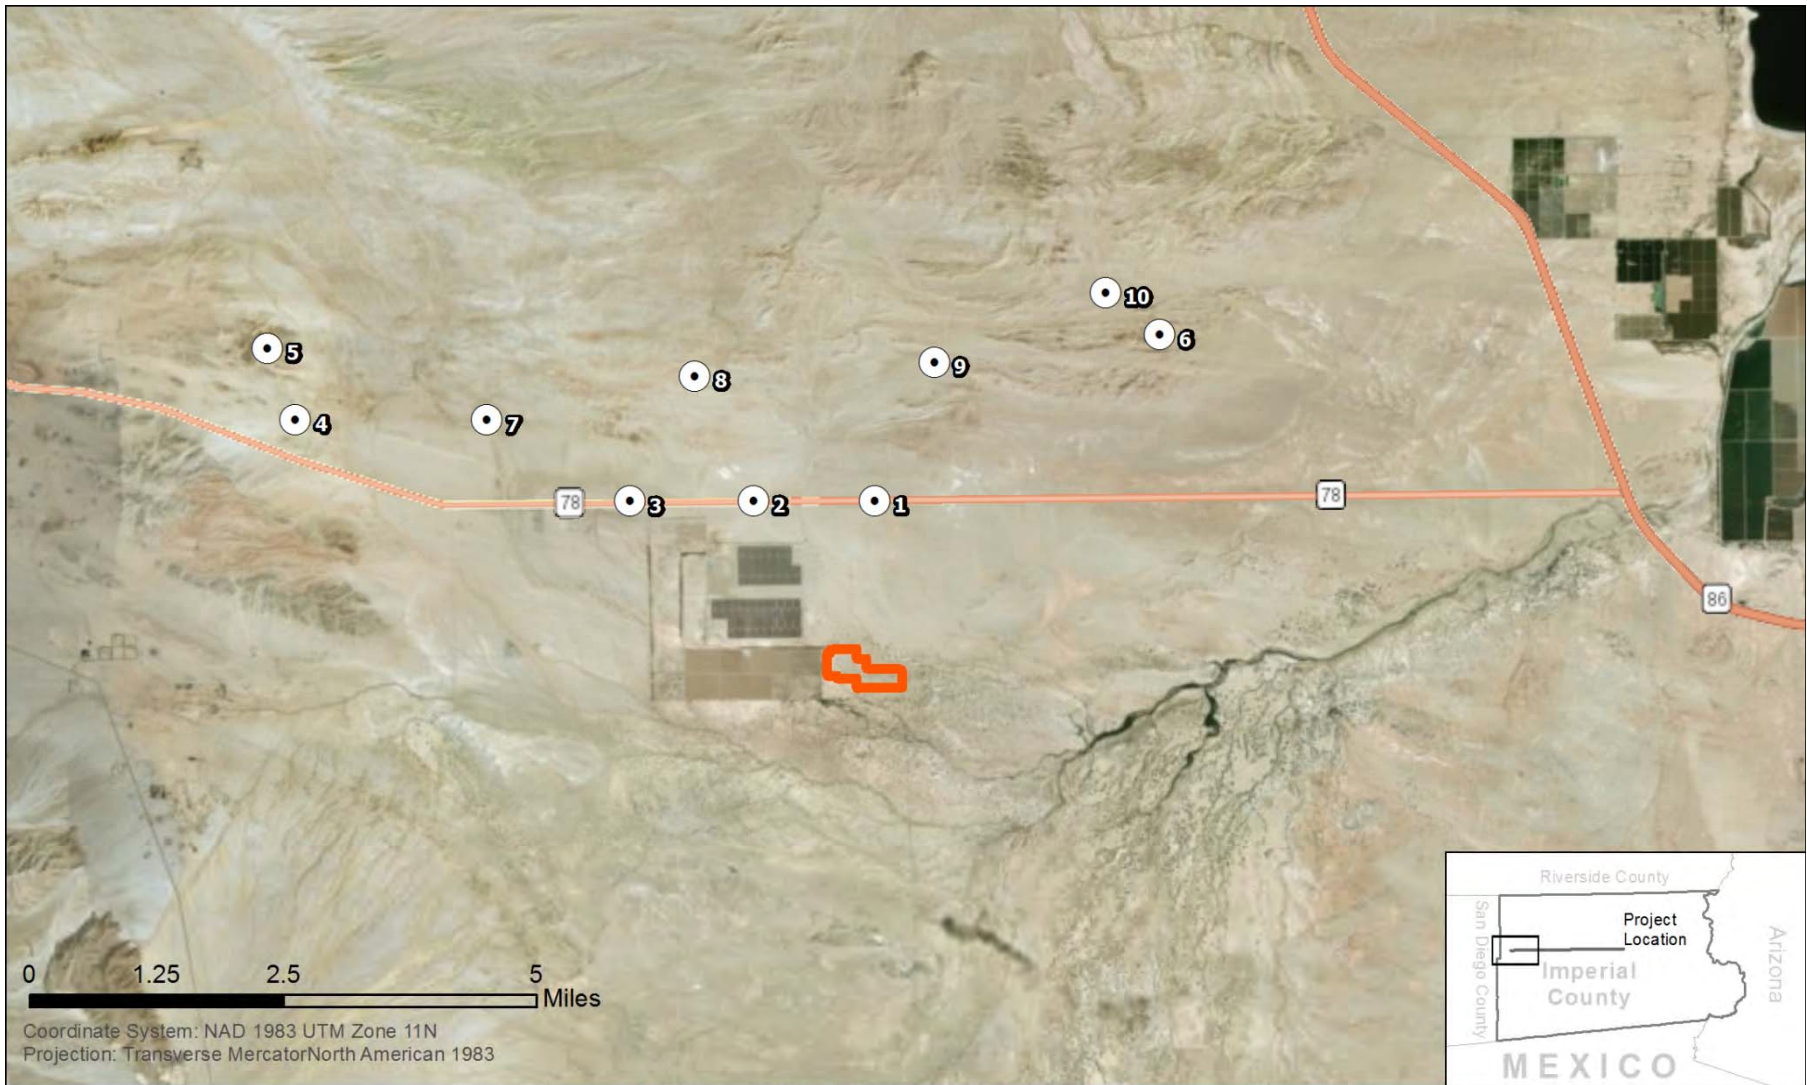 10
6
5
9
8
4
7
78
3
2
1
78
86
0 1.25 2.5 5
Miles
Coordinate System: NAD 1983 UTM Zone 11N
Projection: Transverse MercatorNorth American 1983
Riverside County
San Diego County
Project
Location
Imperial
County
Arizona
MEXICO